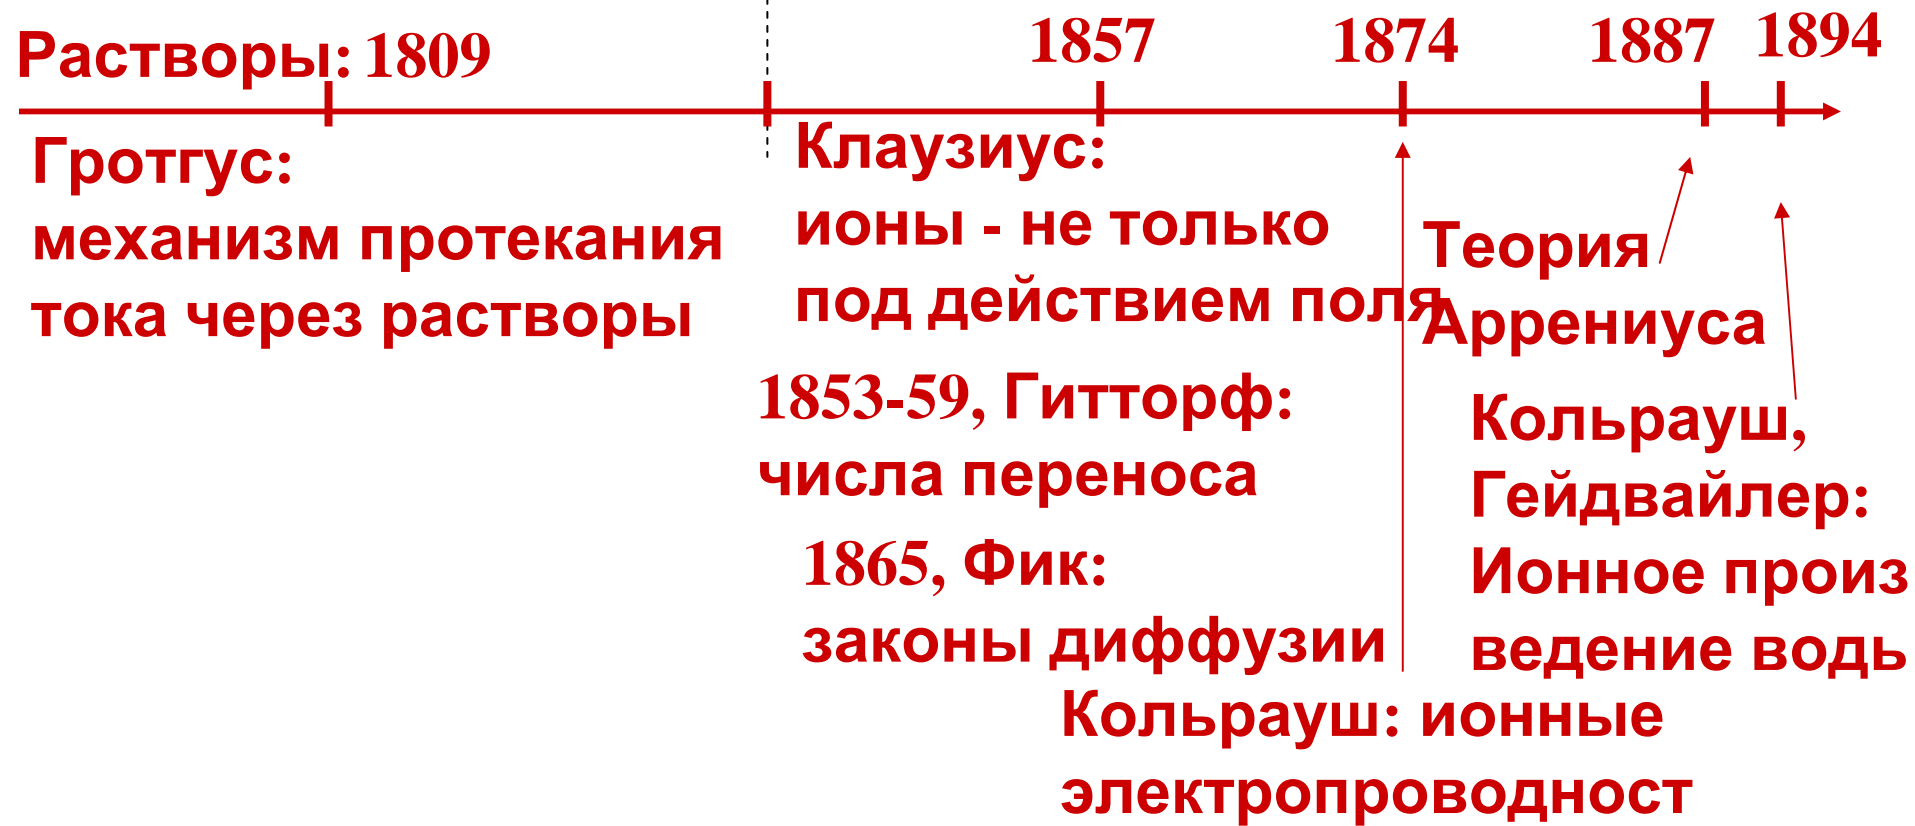 Растворы: 1809
1857
1874
1887
1894
Гротгус:
механизм протекания
тока через растворы
Клаузиус:
ионы - не только
под действием поля
1853-59, Гитторф:
числа переноса
1865, Фик:
законы диффузии
Кольрауш: ионные
электропроводност
Теория
Аррениуса
Кольрауш,
Гейдвайлер:
Ионное произ
ведение водь